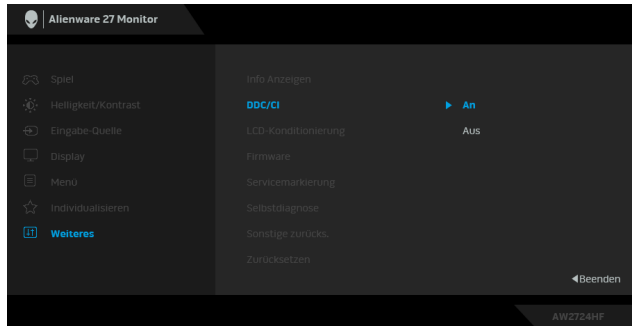 Alienware 27 Monitor
Spiel
Helligkeit/Kontrast
Eingabe-Quelle
Display
Menü
Individualisieren
Weiteres
Info Anzeigen
DDC/CI
An
Aus
LCD-Konditionierung
Firmware
Servicemarkierung
Selbstdiagnose
Sonstige zurücks.
Zurücksetzen
Beenden
AW2724HF